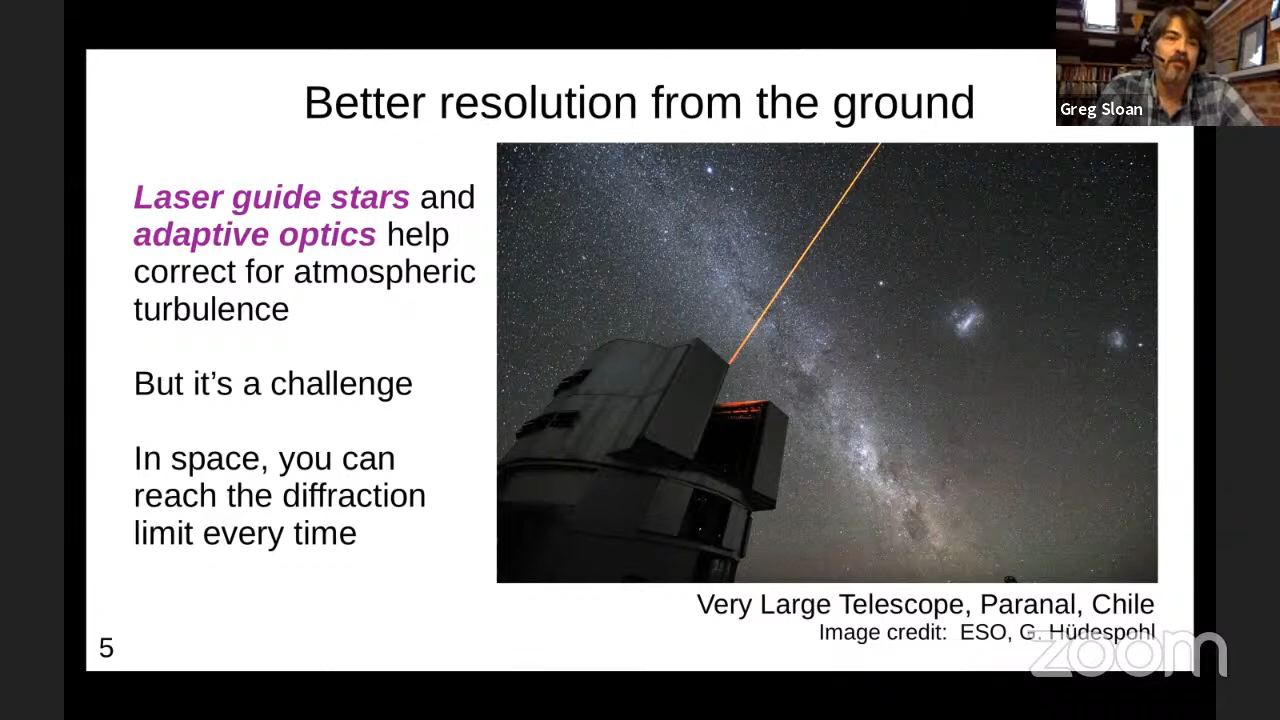 Better resolution from the ground
Greg Sloan
Laser guide stars and
adaptive optics help
correct for atmospheric
turbulence
But it's a challenge
In space, you can
reach the diffraction
limit every time
Very Large Telescope, Paranal, Chile
Image credit: ESO, G. Hüdespohl
5
zoom